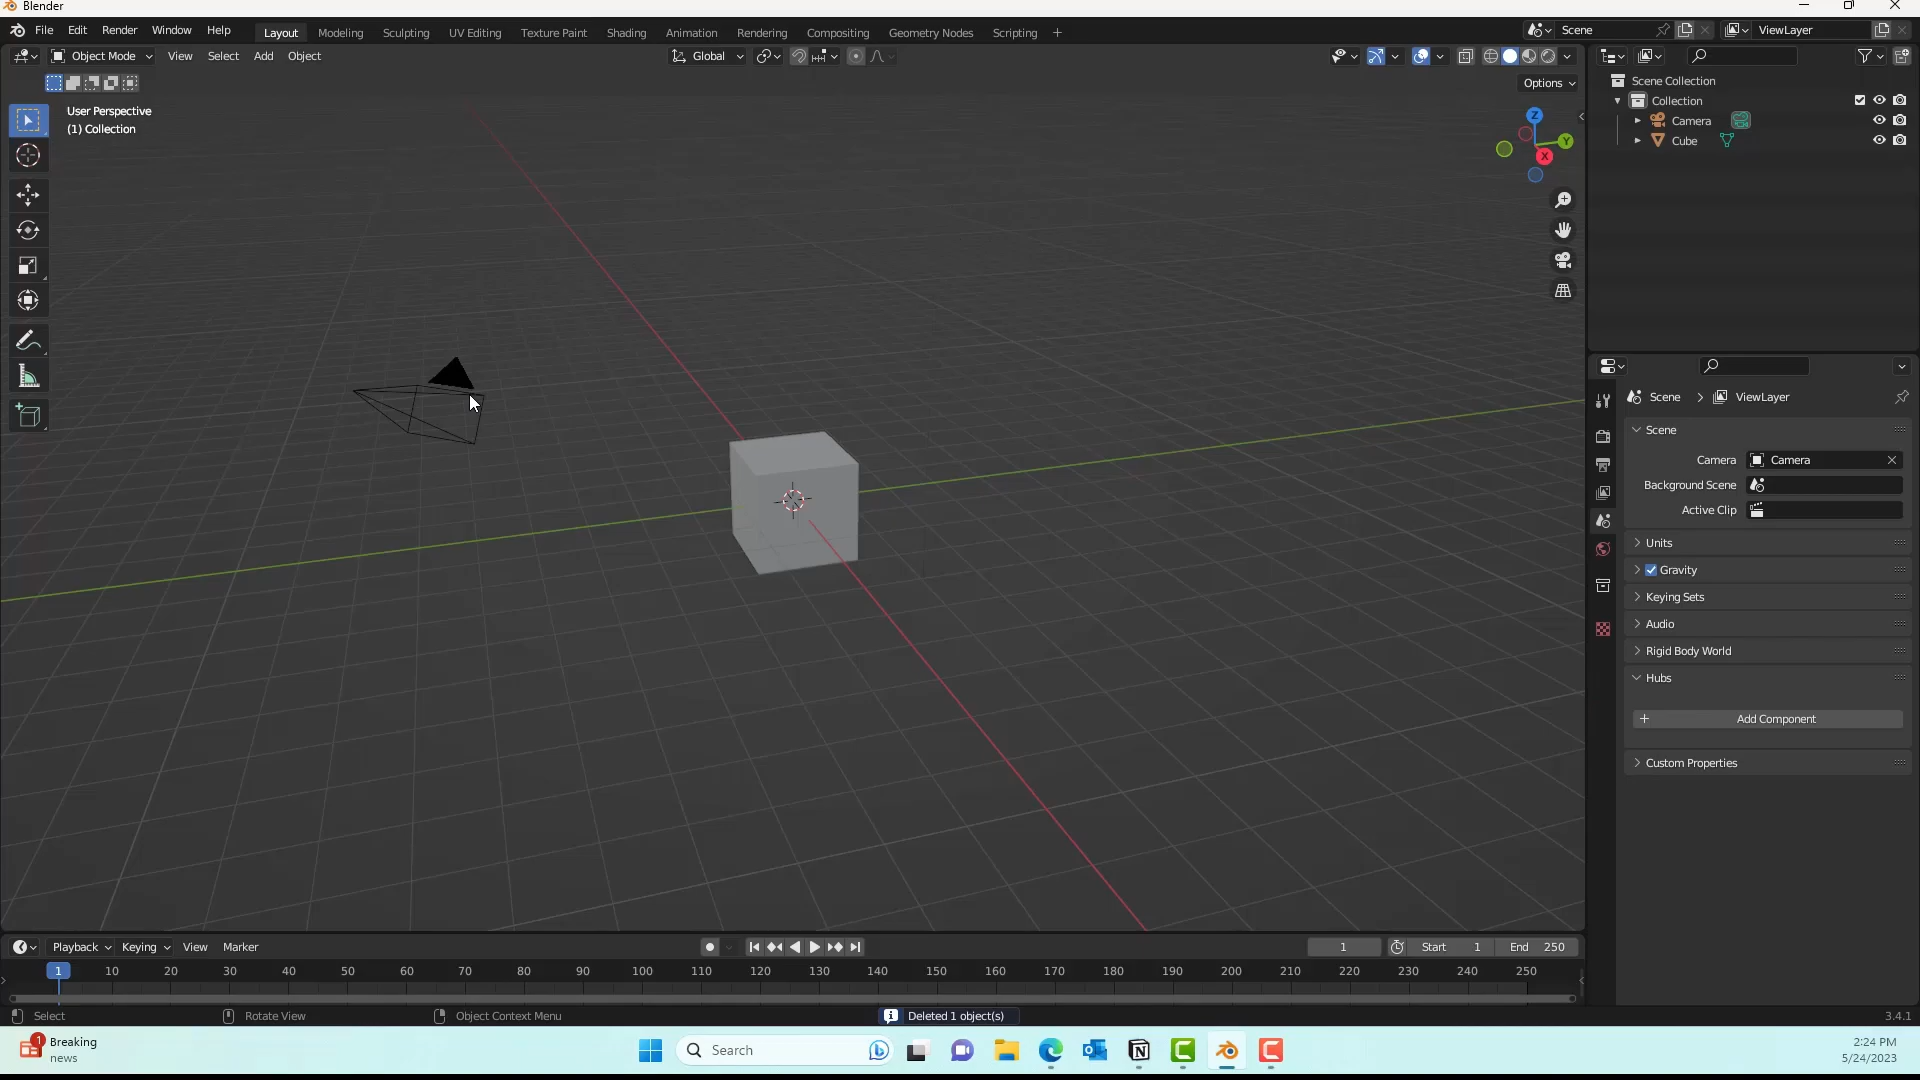 Blender
File Edit Render Window Help Layout Modeling Sculpting UV Editing Texture Paint Shading Animation Rendering Compositing Geometry Nodes Scripting + Scene ViewLayer
Object Mode View Select Add Object Global
Options
User Perspective
(1) Collection
Z
Y
X
Scene Collection
Collection
Camera
Cube
Scene > ViewLayer
Scene
Camera Camera
Background Scene
Active Clip
Units
Gravity
Keying Sets
Audio
Rigid Body World
Hubs
+ Add Component
Custom Properties
Playback Keying View Marker 1 Start 1 End 250
1 10 20 30 40 50 60 70 80 90 100 110 120 130 140 150 160 170 180 190 200 210 220 230 240 250
Select Rotate View Object Context Menu Deleted 1 object(s) 3.4.1
1 Breaking
news
Search
2:24 PM
5/24/2023